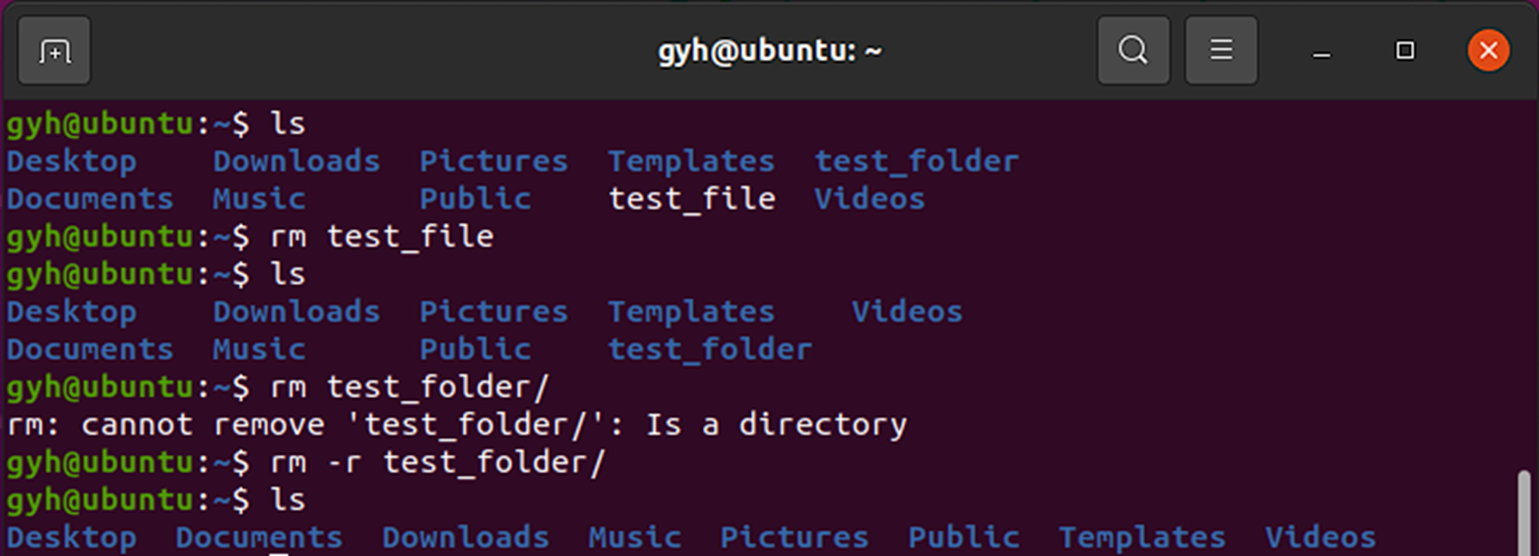 gyh@ubuntu: ~
gyh@ubuntu:~$ ls
Desktop    Downloads  Pictures  Templates  test_folder
Documents  Music      Public    test_file  Videos
gyh@ubuntu:~$ rm test_file
gyh@ubuntu:~$ ls
Desktop    Downloads  Pictures  Templates    Videos
Documents  Music      Public    test_folder
gyh@ubuntu:~$ rm test_folder/
rm: cannot remove 'test_folder/': Is a directory
gyh@ubuntu:~$ rm -r test_folder/
gyh@ubuntu:~$ ls
Desktop  Documents  Downloads  Music  Pictures  Public  Templates  Videos